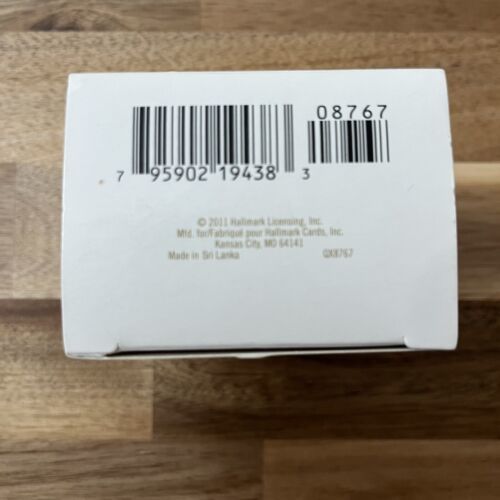 08767
7 95902 19438 3
© 2011 Hallmark Licensing, Inc.
Mfd. for/Fabriqué pour Hallmark Cards, Inc.
Kansas City, MO 64141
Made in Sri Lanka QX8767